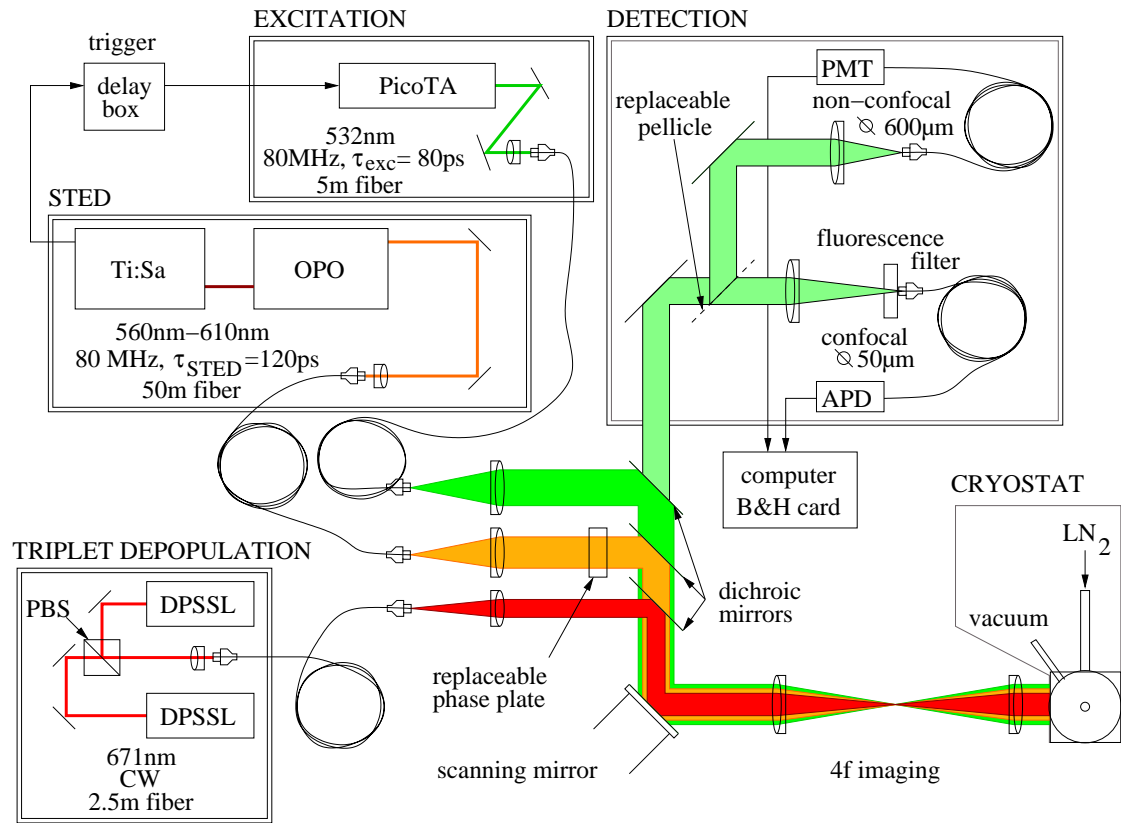 EXCITATION
DETECTION
trigger
delay
box
PicoTA
532nm
80MHz, τexc= 80ps
5m fiber
PMT
non−confocal
⌀ 600μm
replaceable
pellicle
STED
Ti:Sa
OPO
560nm−610nm
80 MHz, τSTED=120ps
50m fiber
fluorescence
filter
confocal
⌀ 50μm
APD
computer
B&H card
CRYOSTAT
LN2
vacuum
TRIPLET DEPOPULATION
PBS
DPSSL
DPSSL
671nm
CW
2.5m fiber
dichroic
mirrors
replaceable
phase plate
scanning mirror
4f imaging